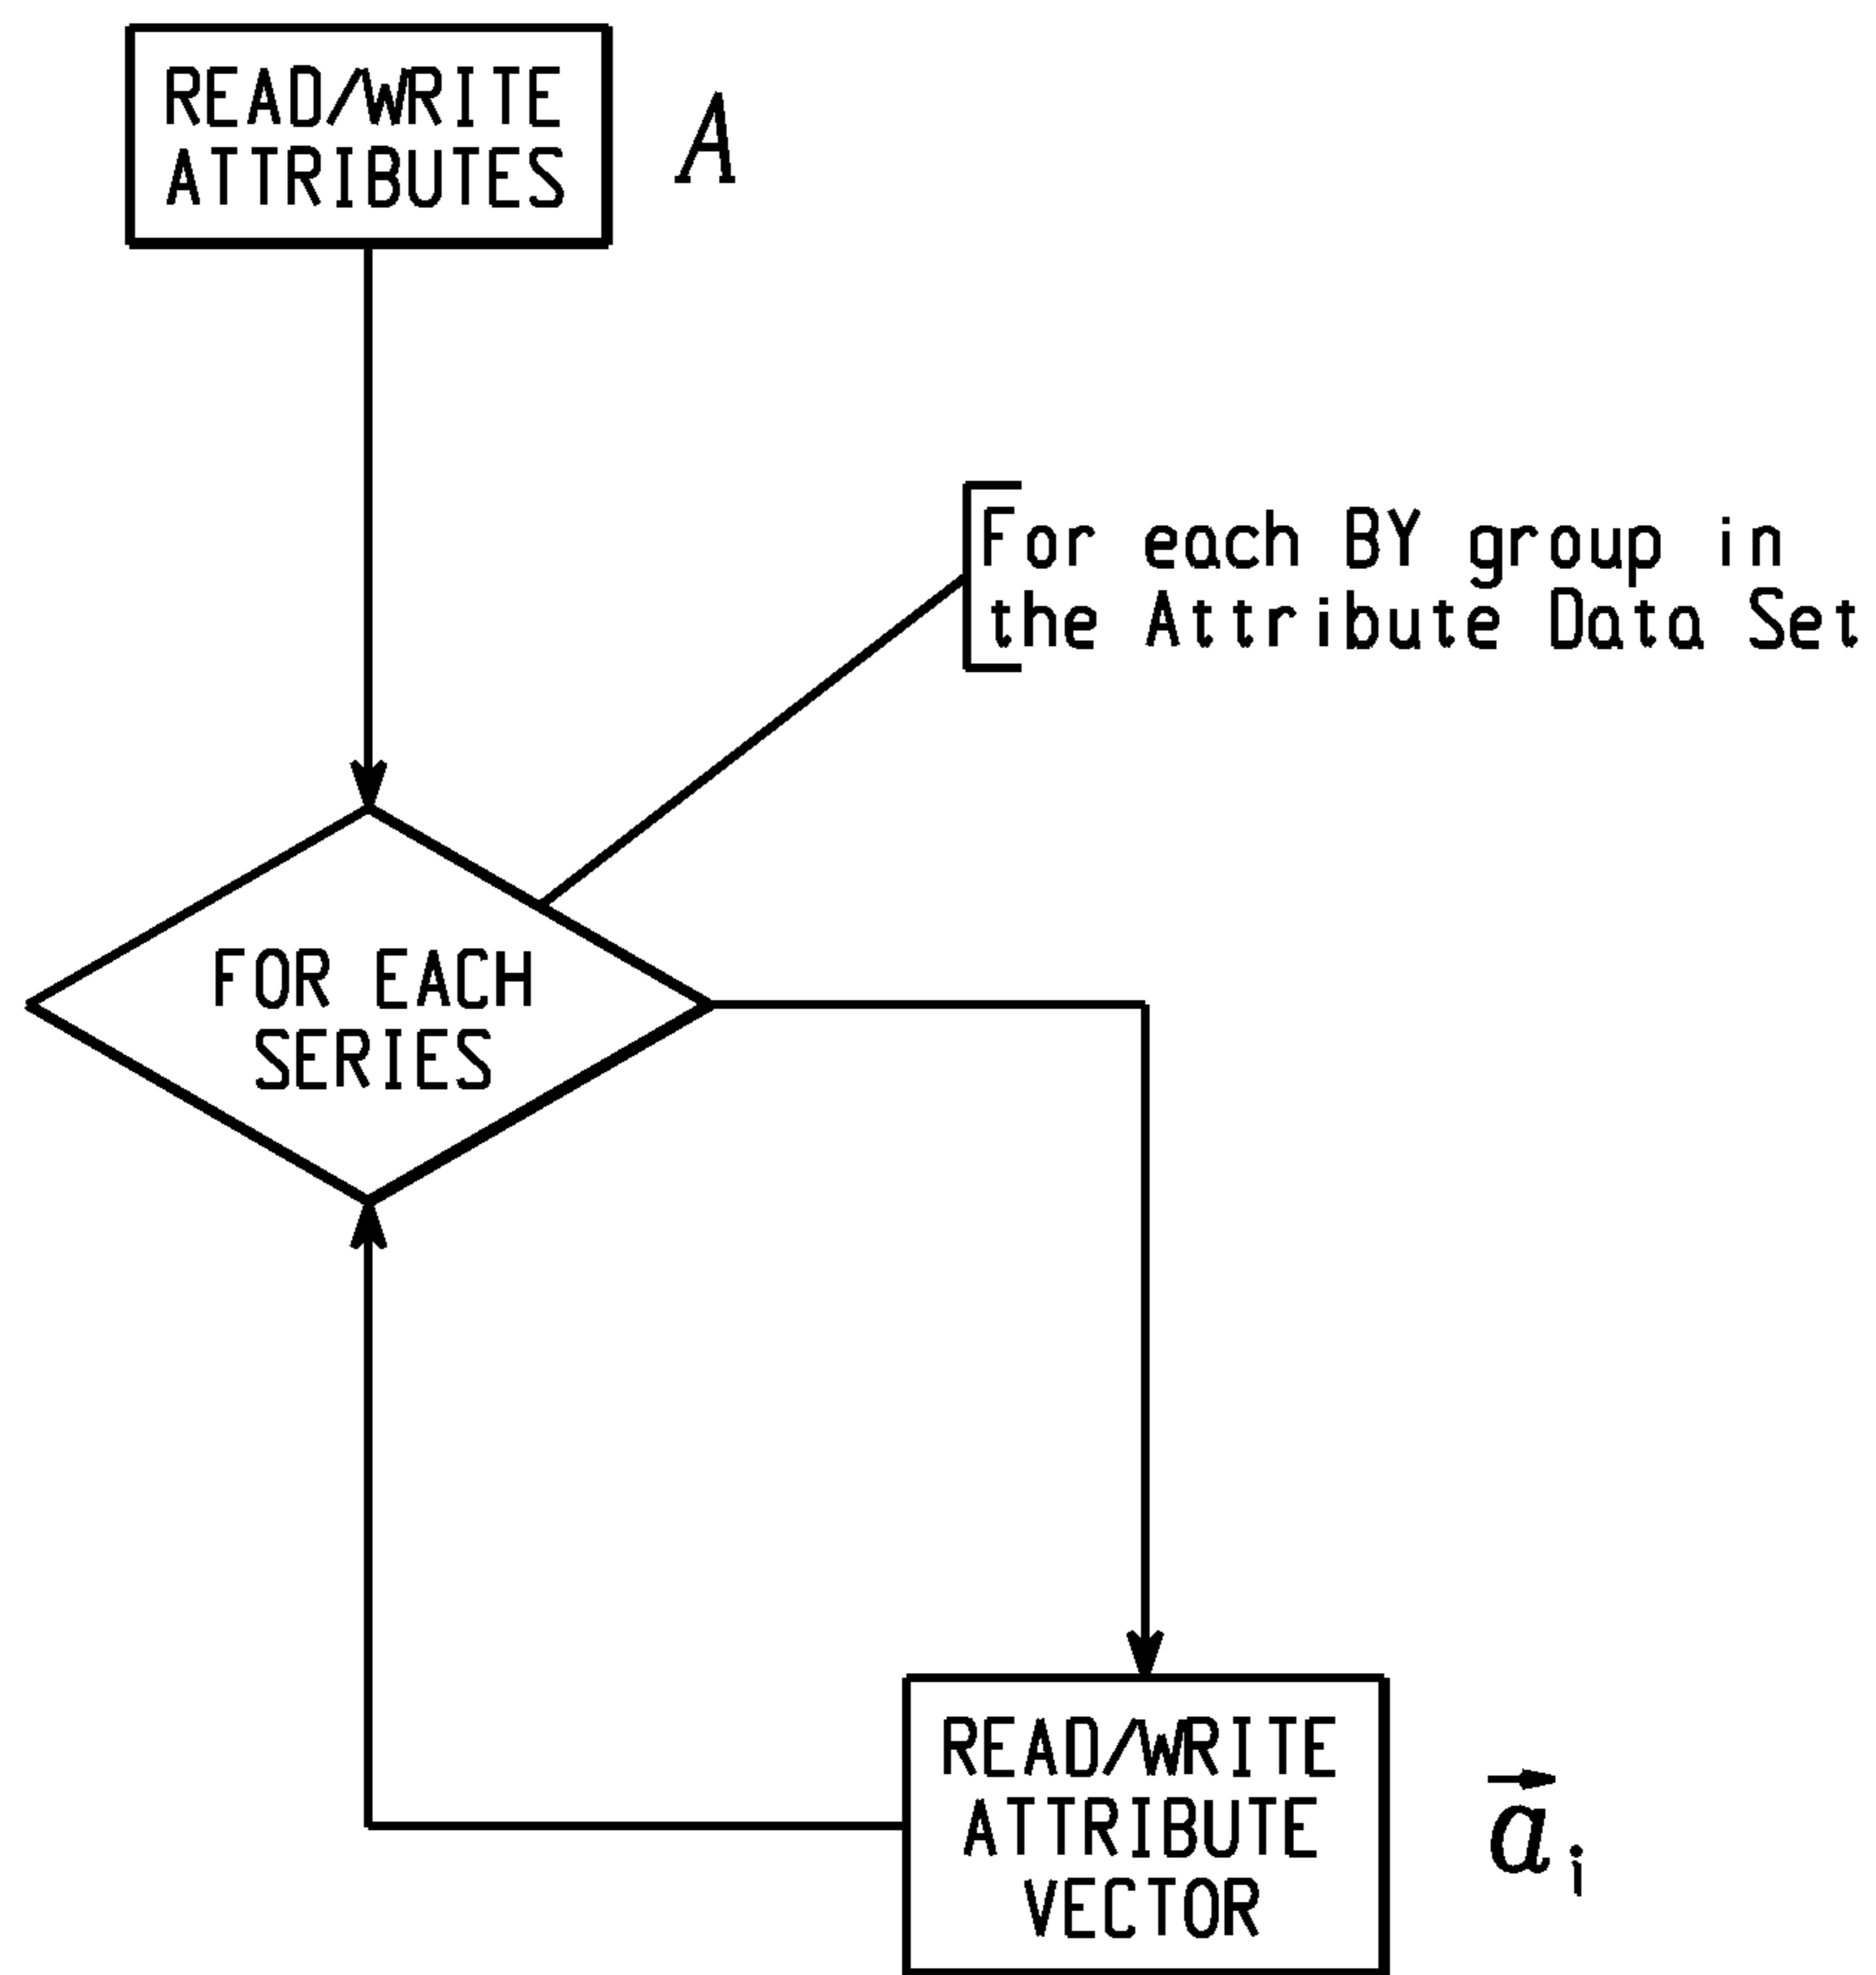 READ/WRITE
ATTRIBUTES
A
For each BY group in
the Attribute Data Set
FOR EACH
SERIES
READ/WRITE
ATTRIBUTE
VECTOR
a⃗ᵢ